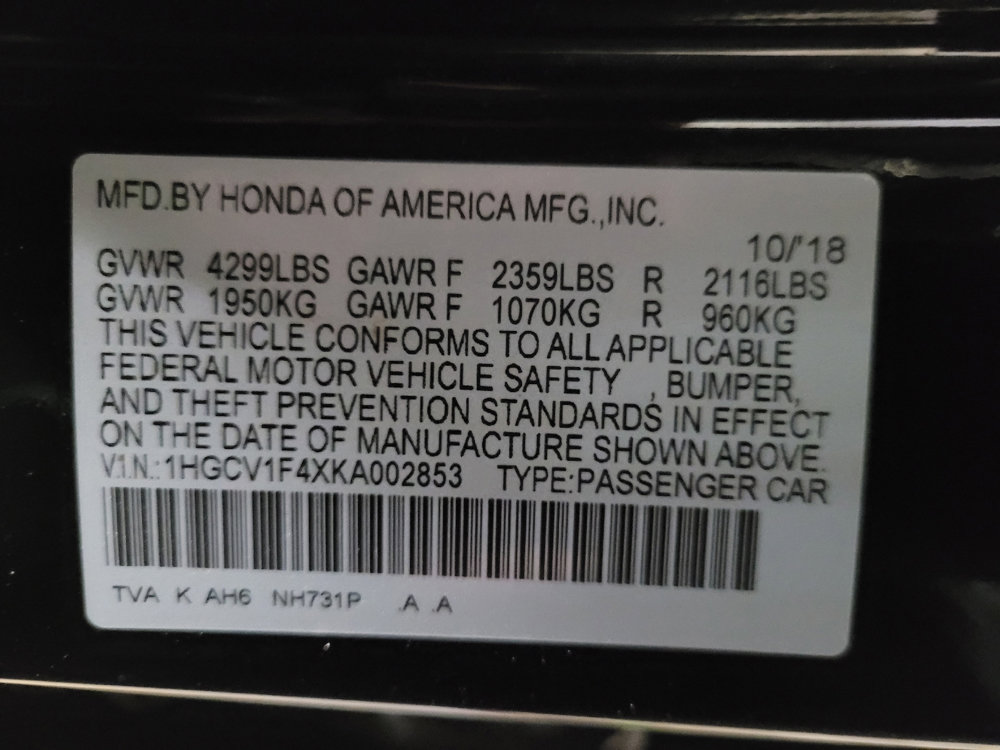 MFD.BY HONDA OF AMERICA MFG.,INC.
10/'18
GVWR 4299LBS GAWR F 2359LBS R 2116LBS
GVWR 1950KG GAWR F 1070KG R 960KG
THIS VEHICLE CONFORMS TO ALL APPLICABLE
FEDERAL MOTOR VEHICLE SAFETY , BUMPER,
AND THEFT PREVENTION STANDARDS IN EFFECT
ON THE DATE OF MANUFACTURE SHOWN ABOVE.
V.I.N.: 1HGCV1F4XKA002853 TYPE:PASSENGER CAR
TVA K AH6 NH731P .A .A